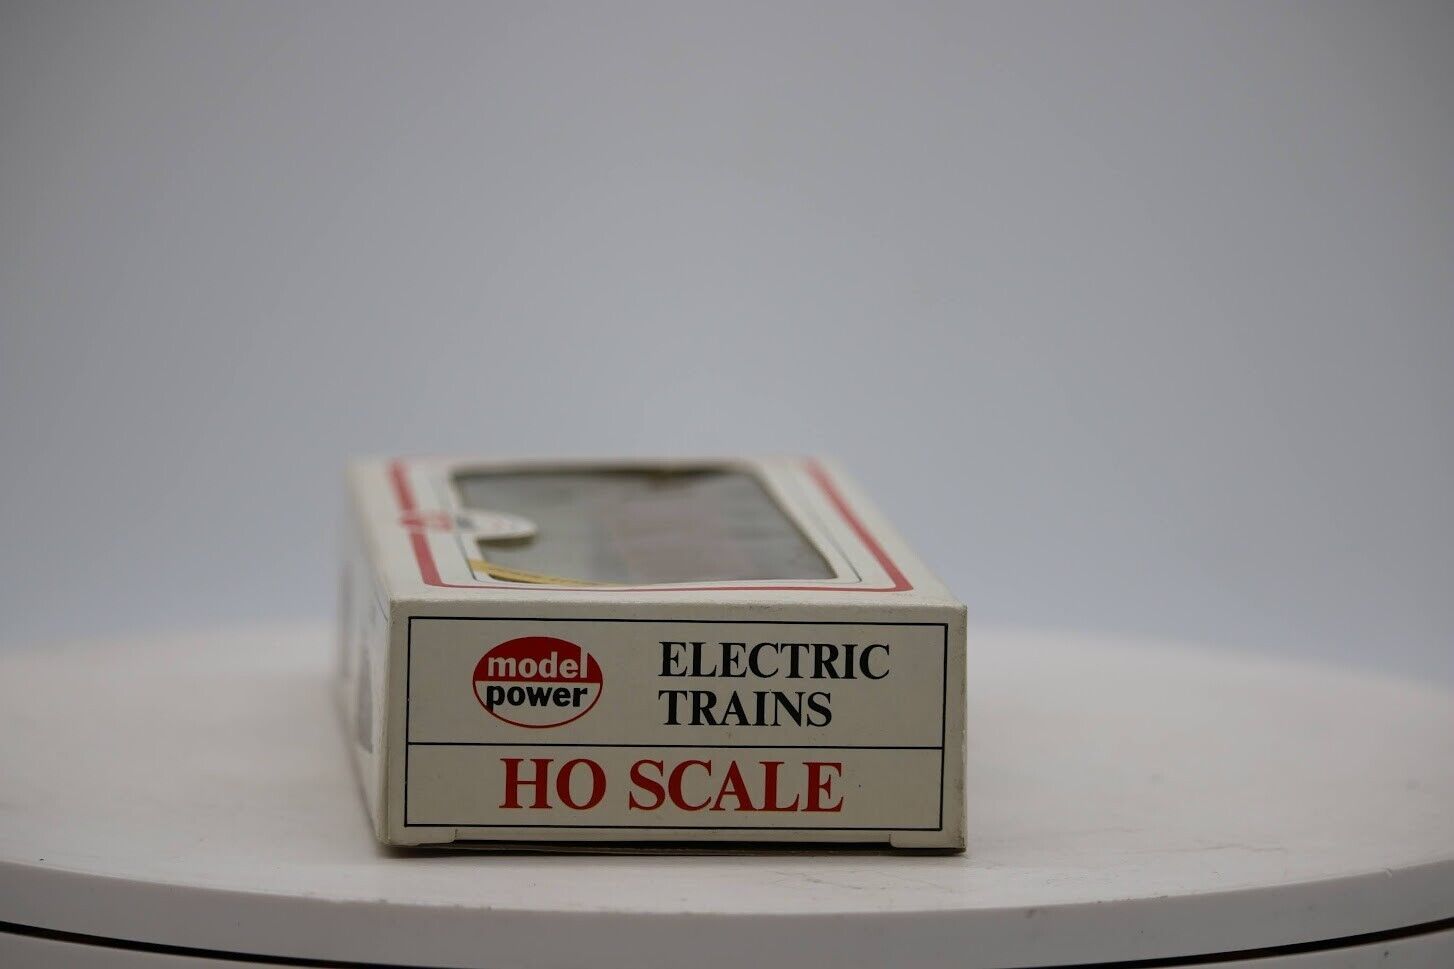 model
power
ELECTRIC
TRAINS
HO SCALE